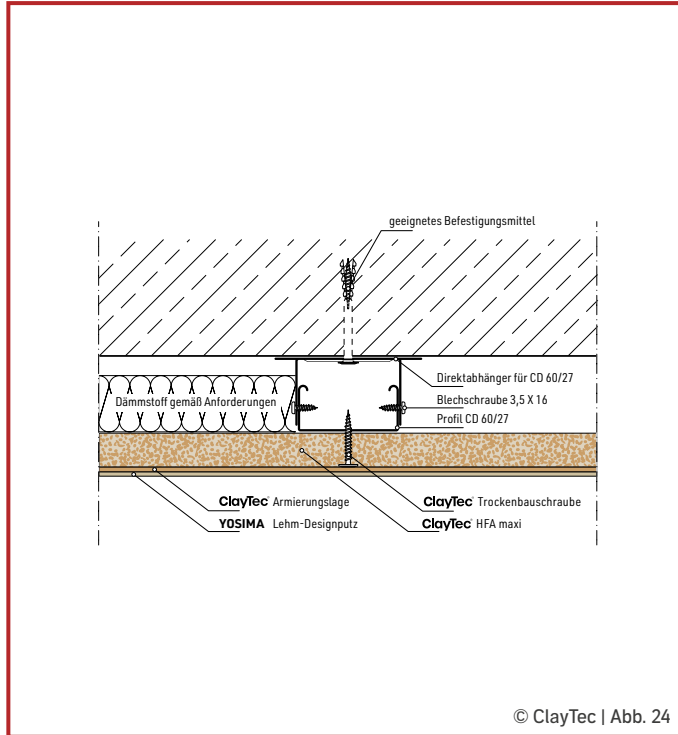 geeignetes Befestigungsmittel
Direktabhänger für CD 60/27
Dämmstoff gemäß Anforderungen
Blechschraube 3,5 X 16
Profil CD 60/27
ClayTec® Armierungslage
ClayTec® Trockenbauschraube
YOSIMA Lehm-Designputz
ClayTec® HFA maxi
© ClayTec | Abb. 24